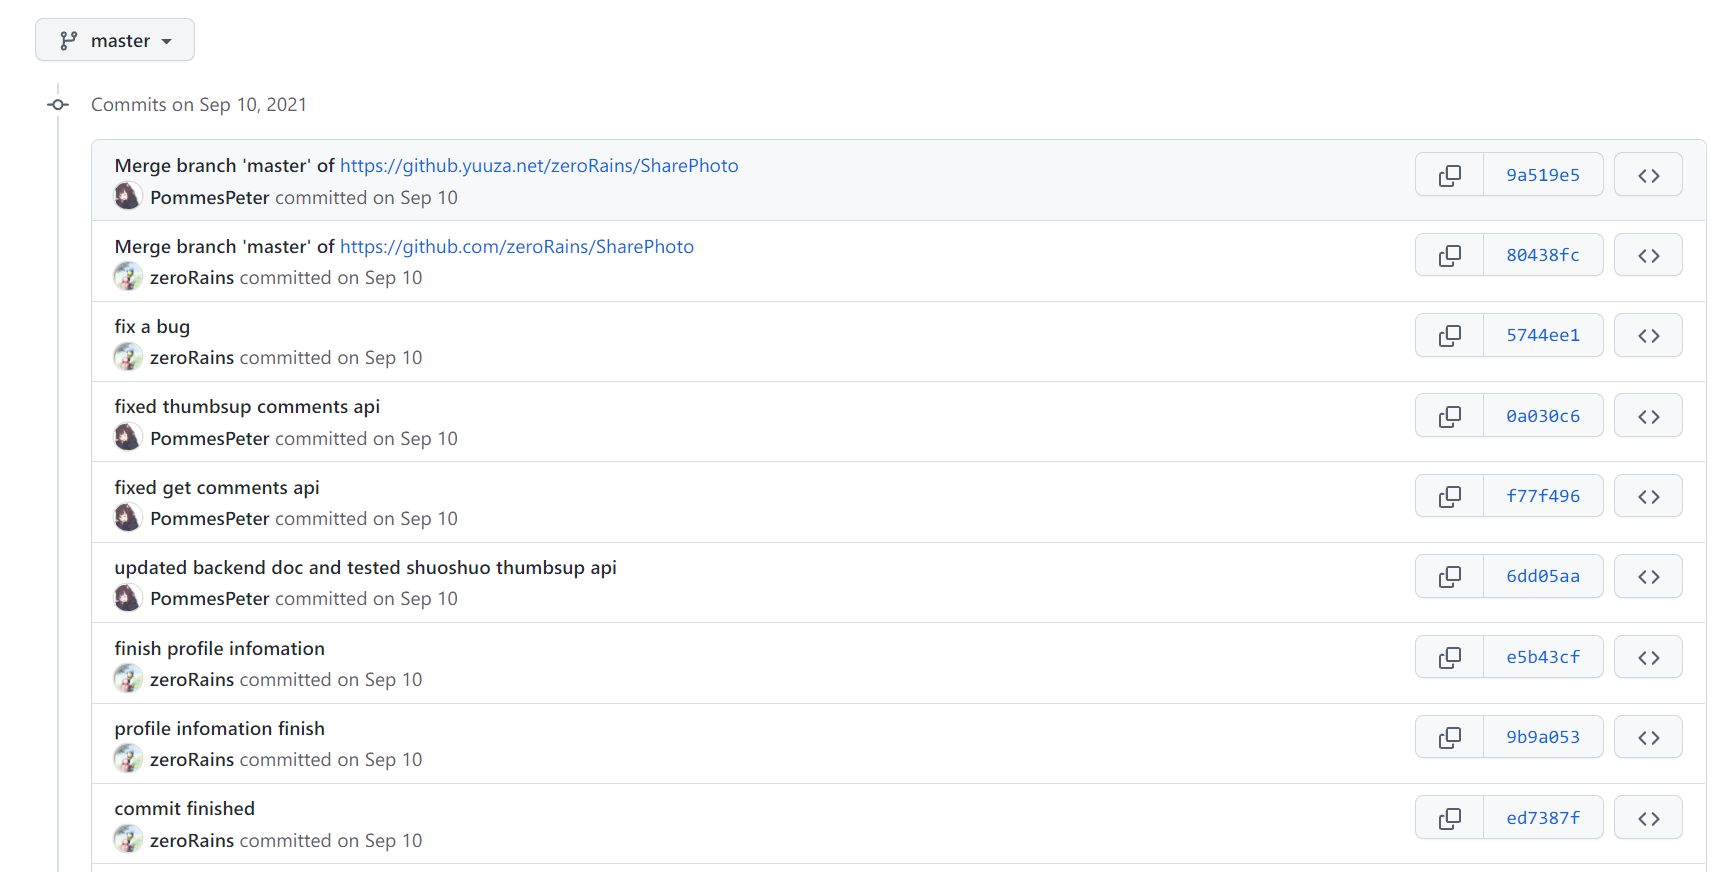 master
Commits on Sep 10, 2021
Merge branch 'master' of https://github.yuuza.net/zeroRains/SharePhoto
9a519e5
PommesPeter committed on Sep 10
Merge branch 'master' of https://github.com/zeroRains/SharePhoto
80438fc
zeroRains committed on Sep 10
fix a bug
5744ee1
zeroRains committed on Sep 10
fixed thumbsup comments api
0a030c6
PommesPeter committed on Sep 10
fixed get comments api
f77f496
PommesPeter committed on Sep 10
updated backend doc and tested shuoshuo thumbsup api
6dd05aa
PommesPeter committed on Sep 10
finish profile infomation
e5b43cf
zeroRains committed on Sep 10
profile infomation finish
9b9a053
zeroRains committed on Sep 10
commit finished
ed7387f
zeroRains committed on Sep 10